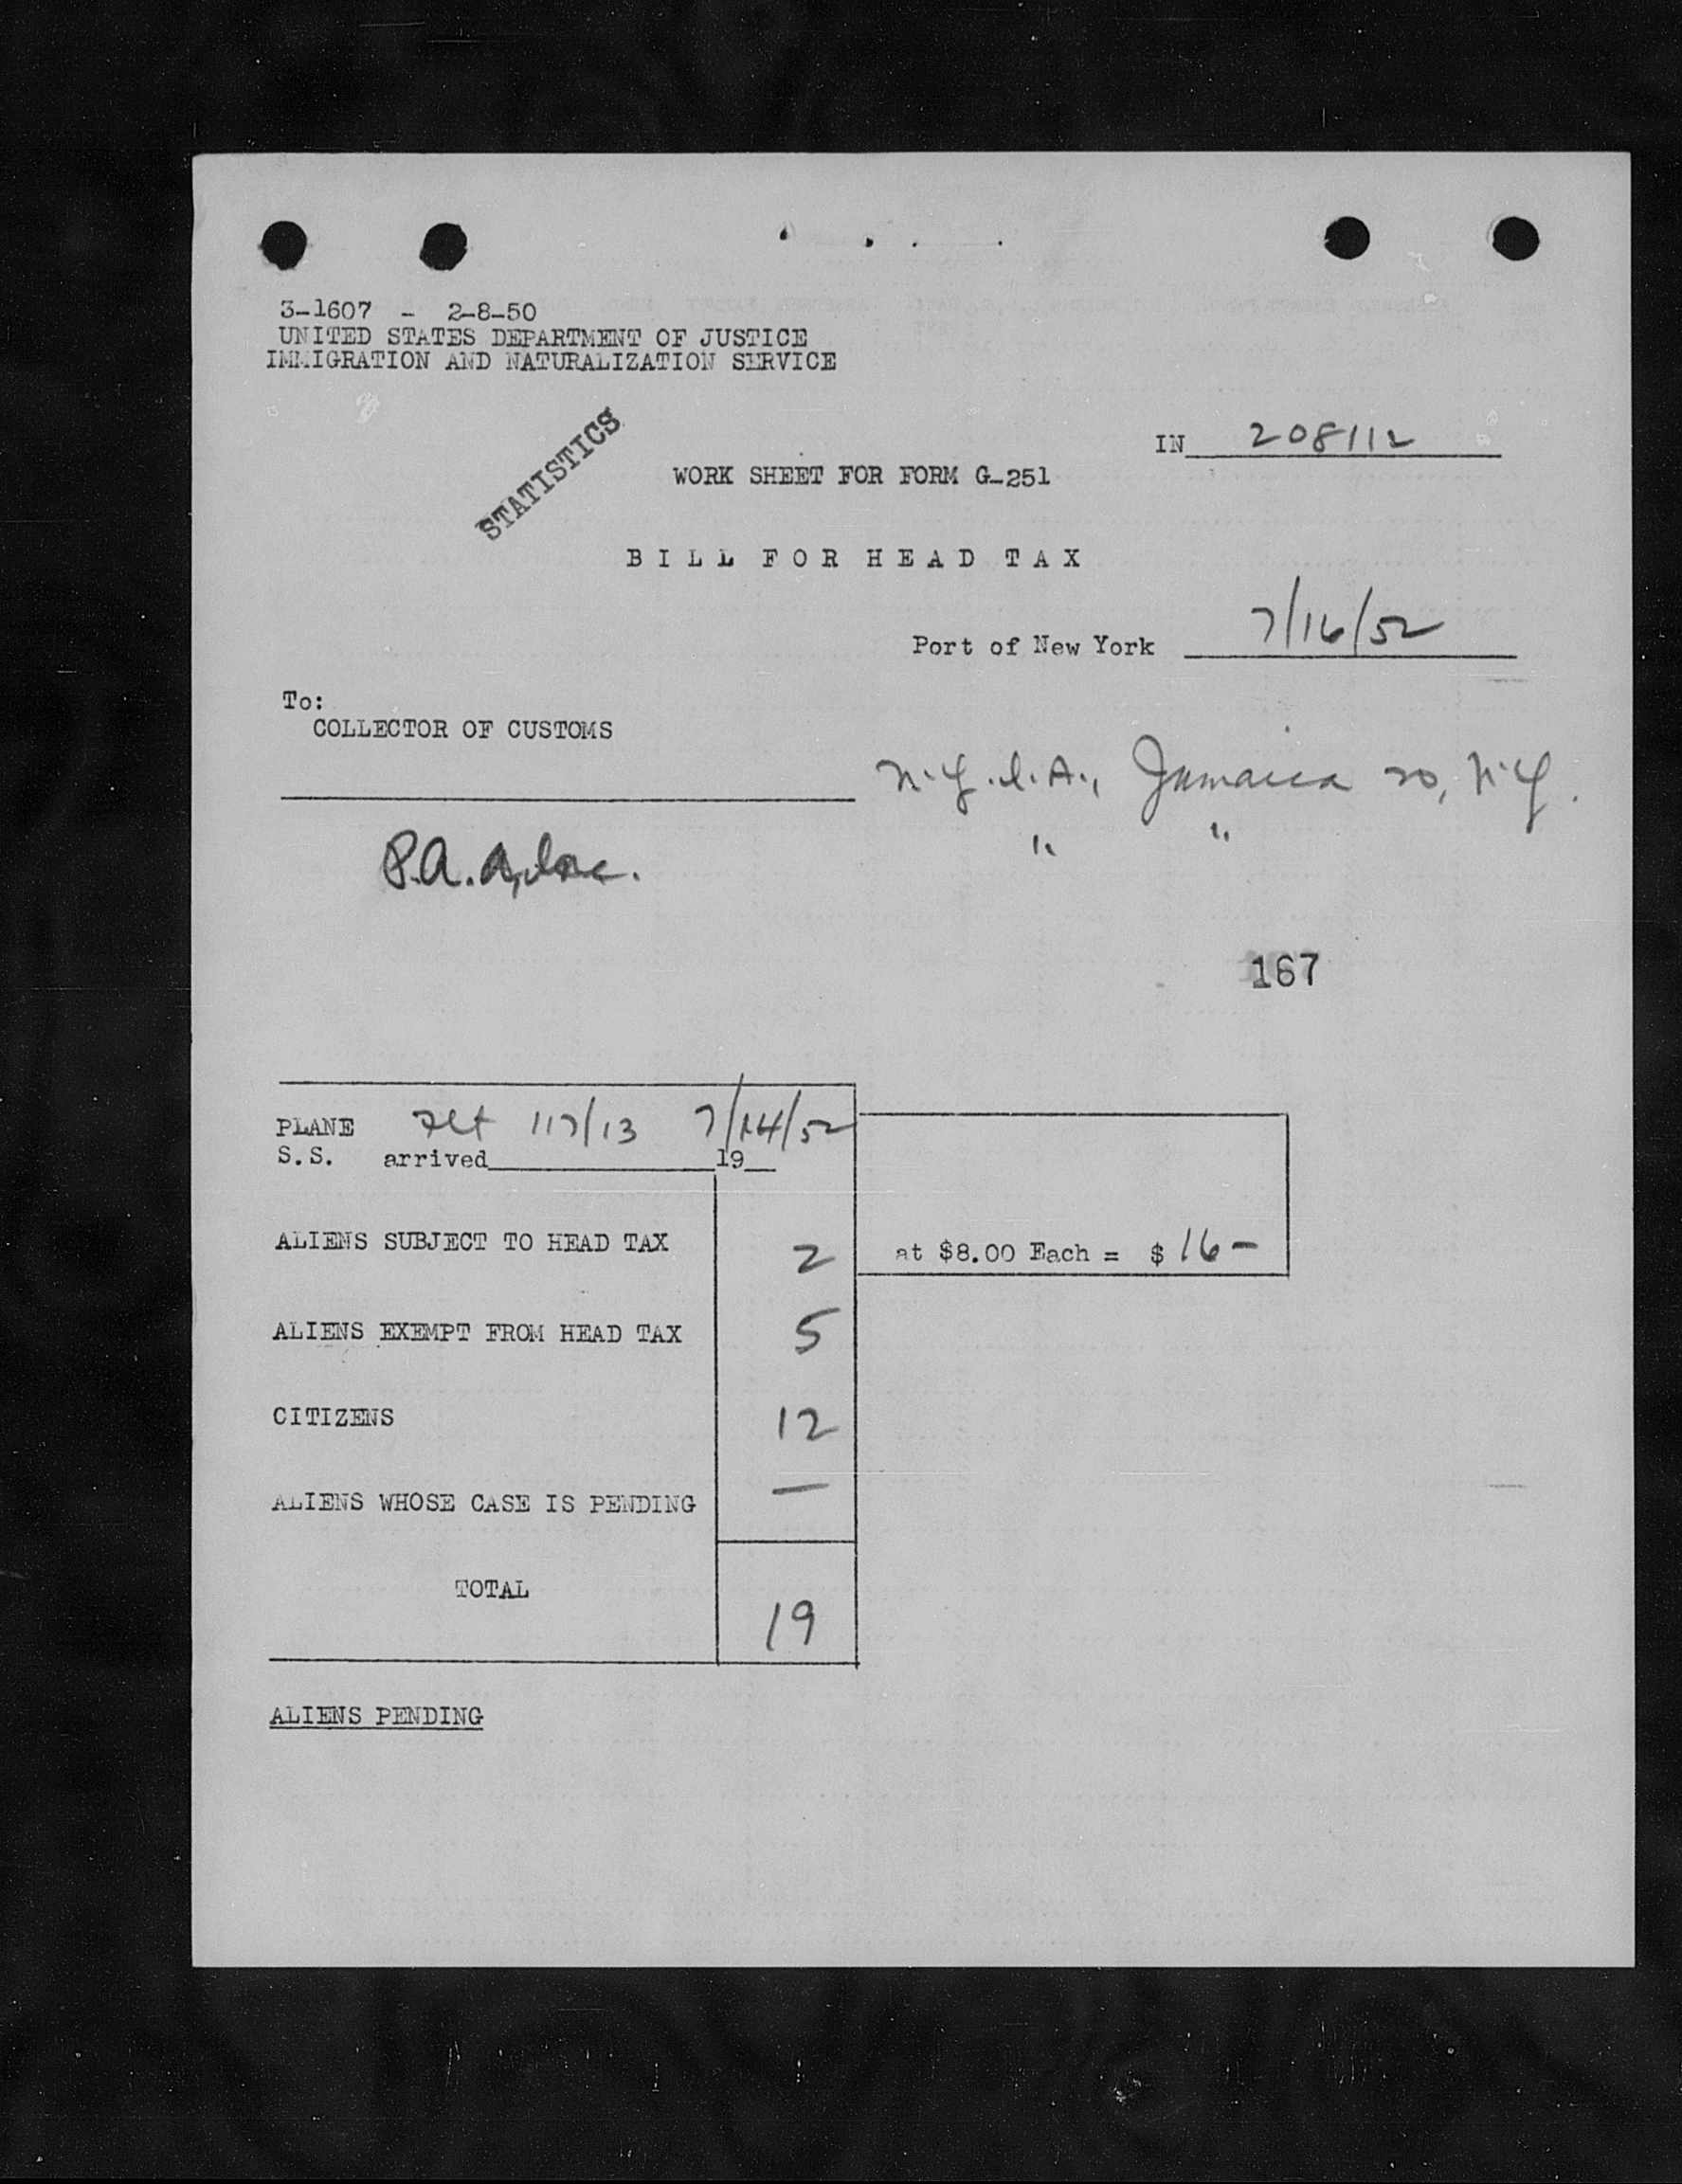 3-1607 - 2-8-50
UNITED STATES DEPARTMENT OF JUSTICE
IMMIGRATION AND NATURALIZATION SERVICE
STATISTICS
IN 208112
WORK SHEET FOR FORM G-251
BILL FOR HEAD TAX
Port of New York 7/16/52
To:
COLLECTOR OF CUSTOMS
N.Y.I.A., Jamaica 20, N.Y.
" "
P.A.A., Inc.
167
PLANE Flt 117/13 7/14/52
S.S. arrived 19
ALIENS SUBJECT TO HEAD TAX 2 at $8.00 Each = $ 16-
ALIENS EXEMPT FROM HEAD TAX 5
CITIZENS 12
ALIENS WHOSE CASE IS PENDING —
TOTAL 19
ALIENS PENDING